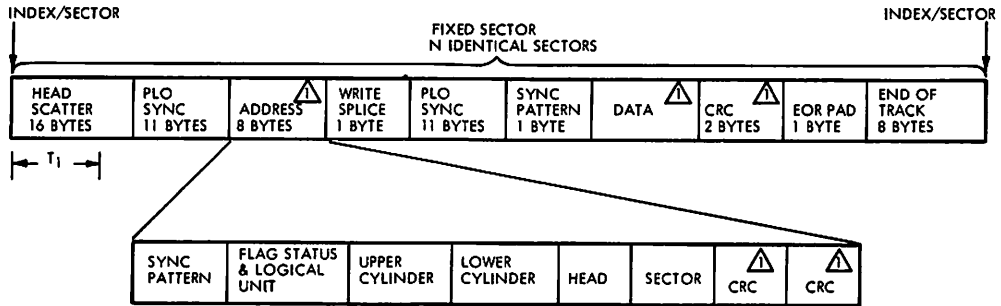 INDEX/SECTOR
INDEX/SECTOR
FIXED SECTOR
N IDENTICAL SECTORS
HEAD
SCATTER
16 BYTES
PLO
SYNC
11 BYTES
ADDRESS
8 BYTES
1
WRITE
SPLICE
1 BYTE
PLO
SYNC
11 BYTES
SYNC
PATTERN
1 BYTE
DATA
1
CRC
2 BYTES
1
EOR PAD
1 BYTE
END OF
TRACK
8 BYTES
T1
SYNC
PATTERN
FLAG STATUS
& LOGICAL
UNIT
UPPER
CYLINDER
LOWER
CYLINDER
HEAD
SECTOR
1
CRC
1
CRC